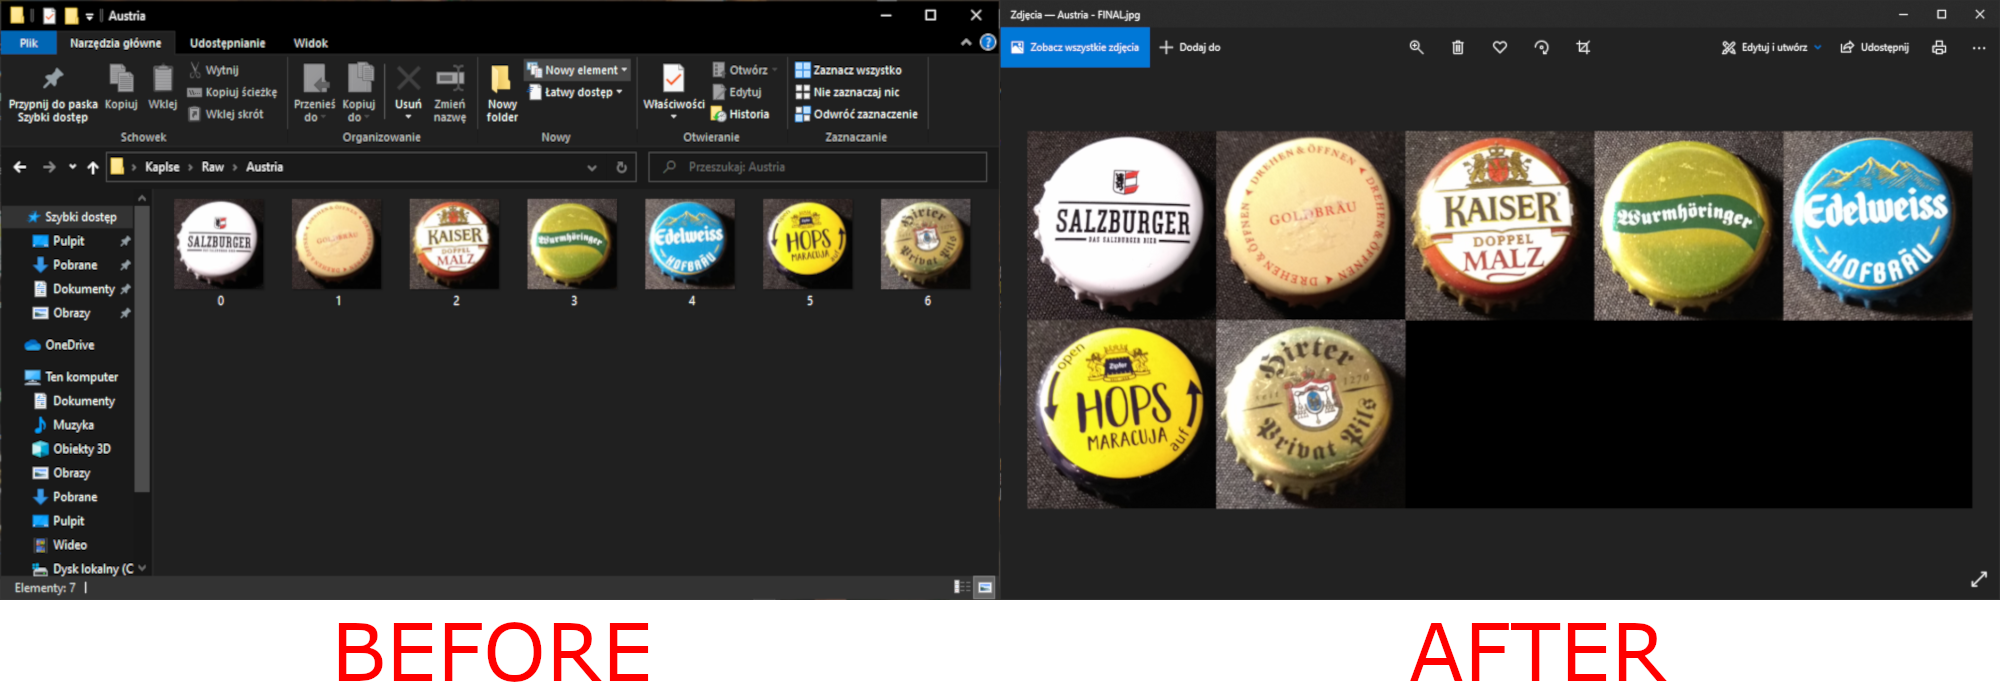 Austria
Plik
Narzędzia główne
Udostępnianie
Widok
Przypnij do paska
Szybki dostęp
Kopiuj
Wklej
Wytnij
Kopiuj ścieżkę
Wklej skrót
Schowek
Przenieś
do
Kopiuj
do
Usuń
Zmień
nazwę
Organizowanie
Nowy
folder
Nowy element
Łatwy dostęp
Nowy
Właściwości
Otwórz
Edytuj
Historia
Otwieranie
Zaznacz wszystko
Nie zaznaczaj nic
Odwróć zaznaczenie
Zaznaczanie
Kaplse > Raw > Austria
Przeszukaj: Austria
Szybki dostęp
Pulpit
Pobrane
Dokumenty
Obrazy
OneDrive
Ten komputer
Dokumenty
Muzyka
Obiekty 3D
Obrazy
Pobrane
Pulpit
Wideo
Dysk lokalny (C
SALZBURGER
GOLDBRÄU
KAISER
DOPPEL
MALZ
Wurmhöringer
Edelweiss
HOFBRÄU
HOPS
MARACUJA
Hirter
Privat Pils
0
1
2
3
4
5
6
Elementy: 7
Zdjęcia — Austria - FINAL.jpg
Zobacz wszystkie zdjęcia
Dodaj do
Edytuj i utwórz
Udostępnij
SALZBURGER
DAS SALZBURGER BIER
DREHEN & ÖFFNEN
DREHEN & ÖFFNEN
DREHEN & ÖFFNEN
GOLDBRÄU
KAISER
DOPPEL
MALZ
Wurmhöringer
Edelweiss
HOFBRÄU
open
Zipfer
HOPS
MARACUJA
auf
Hirter
seit 1270
Privat Pils
BEFORE
AFTER